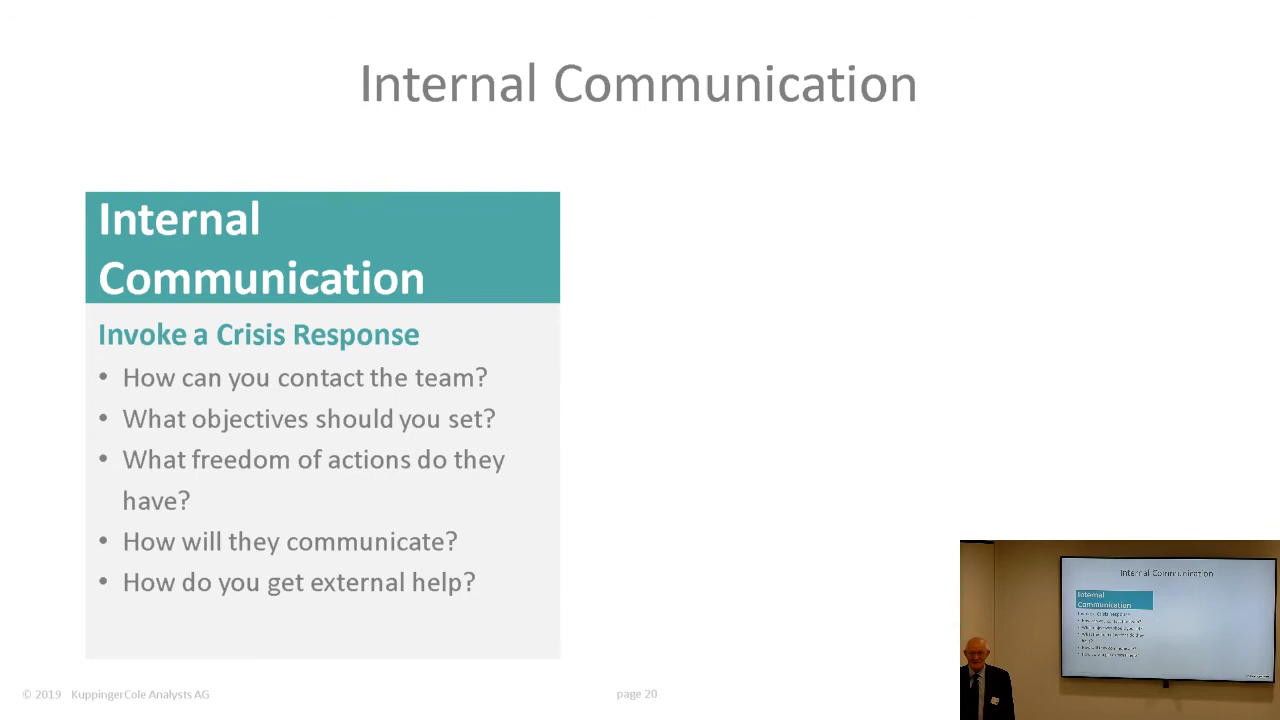 Internal Communication
Internal
Communication
Invoke a Crisis Response
• How can you contact the team?
• What objectives should you set?
• What freedom of actions do they
have?
• How will they communicate?
• How do you get external help?
© 2019 KuppingerCole Analysts AG
page 20
Internal Communication
Internal
Communication